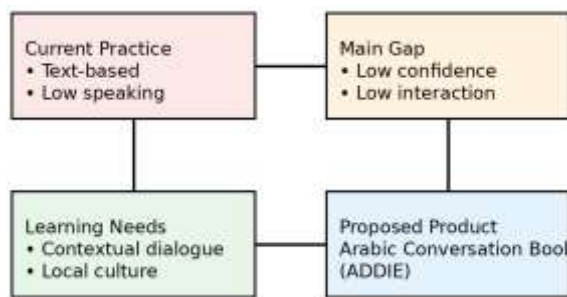 Current Practice
• Text-based
• Low speaking
Main Gap
• Low confidence
• Low interaction
Learning Needs
• Contextual dialogue
• Local culture
Proposed Product
Arabic Conversation Book
(ADDIE)